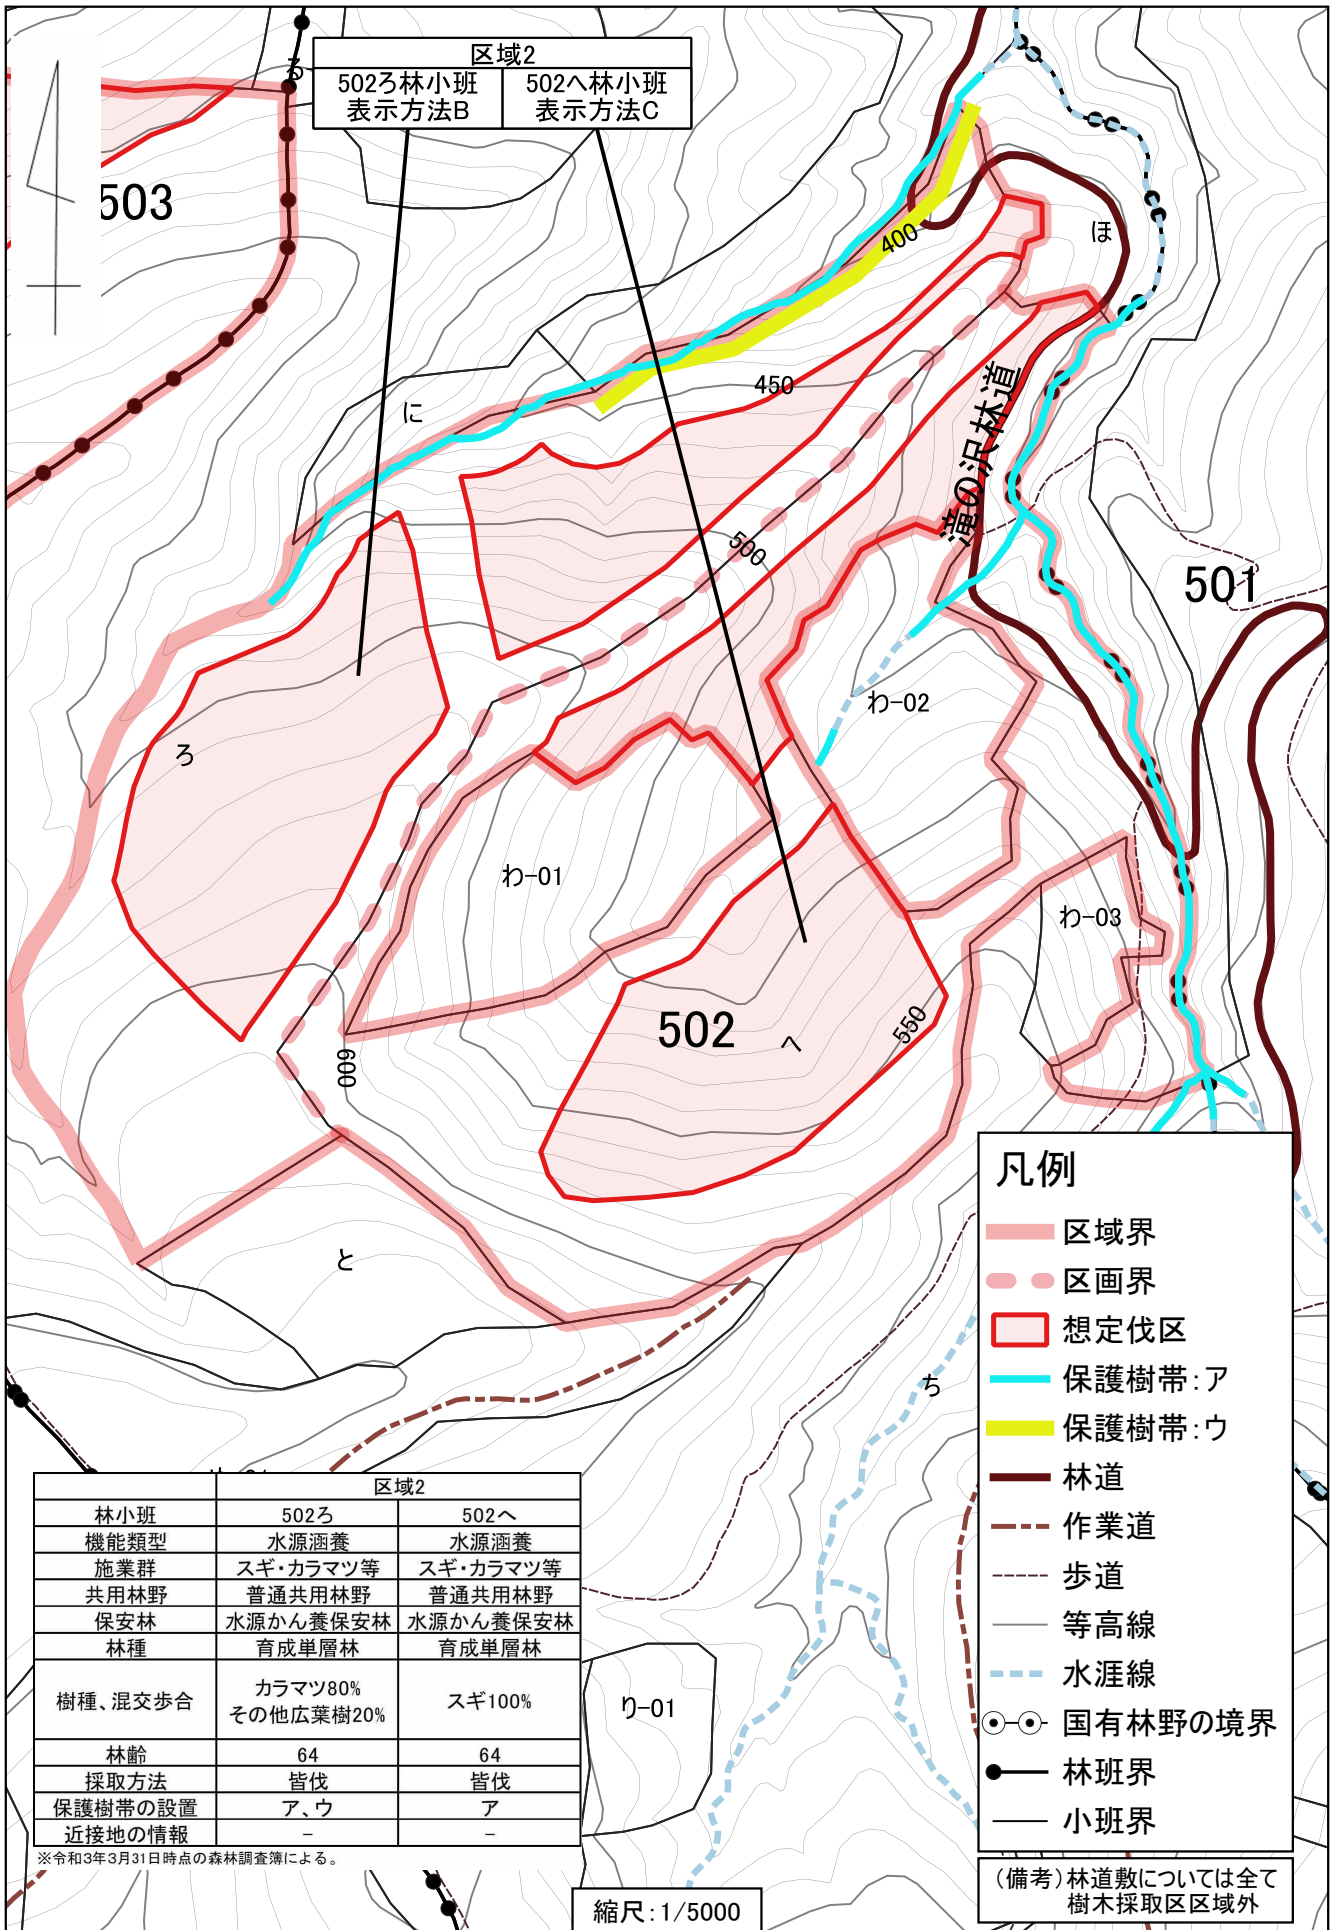 区域2
502ろ林小班
表示方法B
502へ林小班
表示方法C
る
503
400
ほ
450
に
滝の沢林道
500
501
わ-02
ろ
わ-01
わ-03
502
へ
550
600
と
ち
り-01
凡例
区域界
区画界
想定伐区
保護樹帯:ア
保護樹帯:ウ
林道
作業道
歩道
等高線
水涯線
国有林野の境界
林班界
小班界
(備考)林道敷については全て
樹木採取区区域外
区域2
林小班 502ろ 502へ
機能類型 水源涵養 水源涵養
施業群 スギ・カラマツ等 スギ・カラマツ等
共用林野 普通共用林野 普通共用林野
保安林 水源かん養保安林 水源かん養保安林
林種 育成単層林 育成単層林
樹種、混交歩合 カラマツ80% その他広葉樹20% スギ100%
林齢 64 64
採取方法 皆伐 皆伐
保護樹帯の設置 ア、ウ ア
近接地の情報 - -
※令和3年3月31日時点の森林調査簿による。
縮尺:1/5000